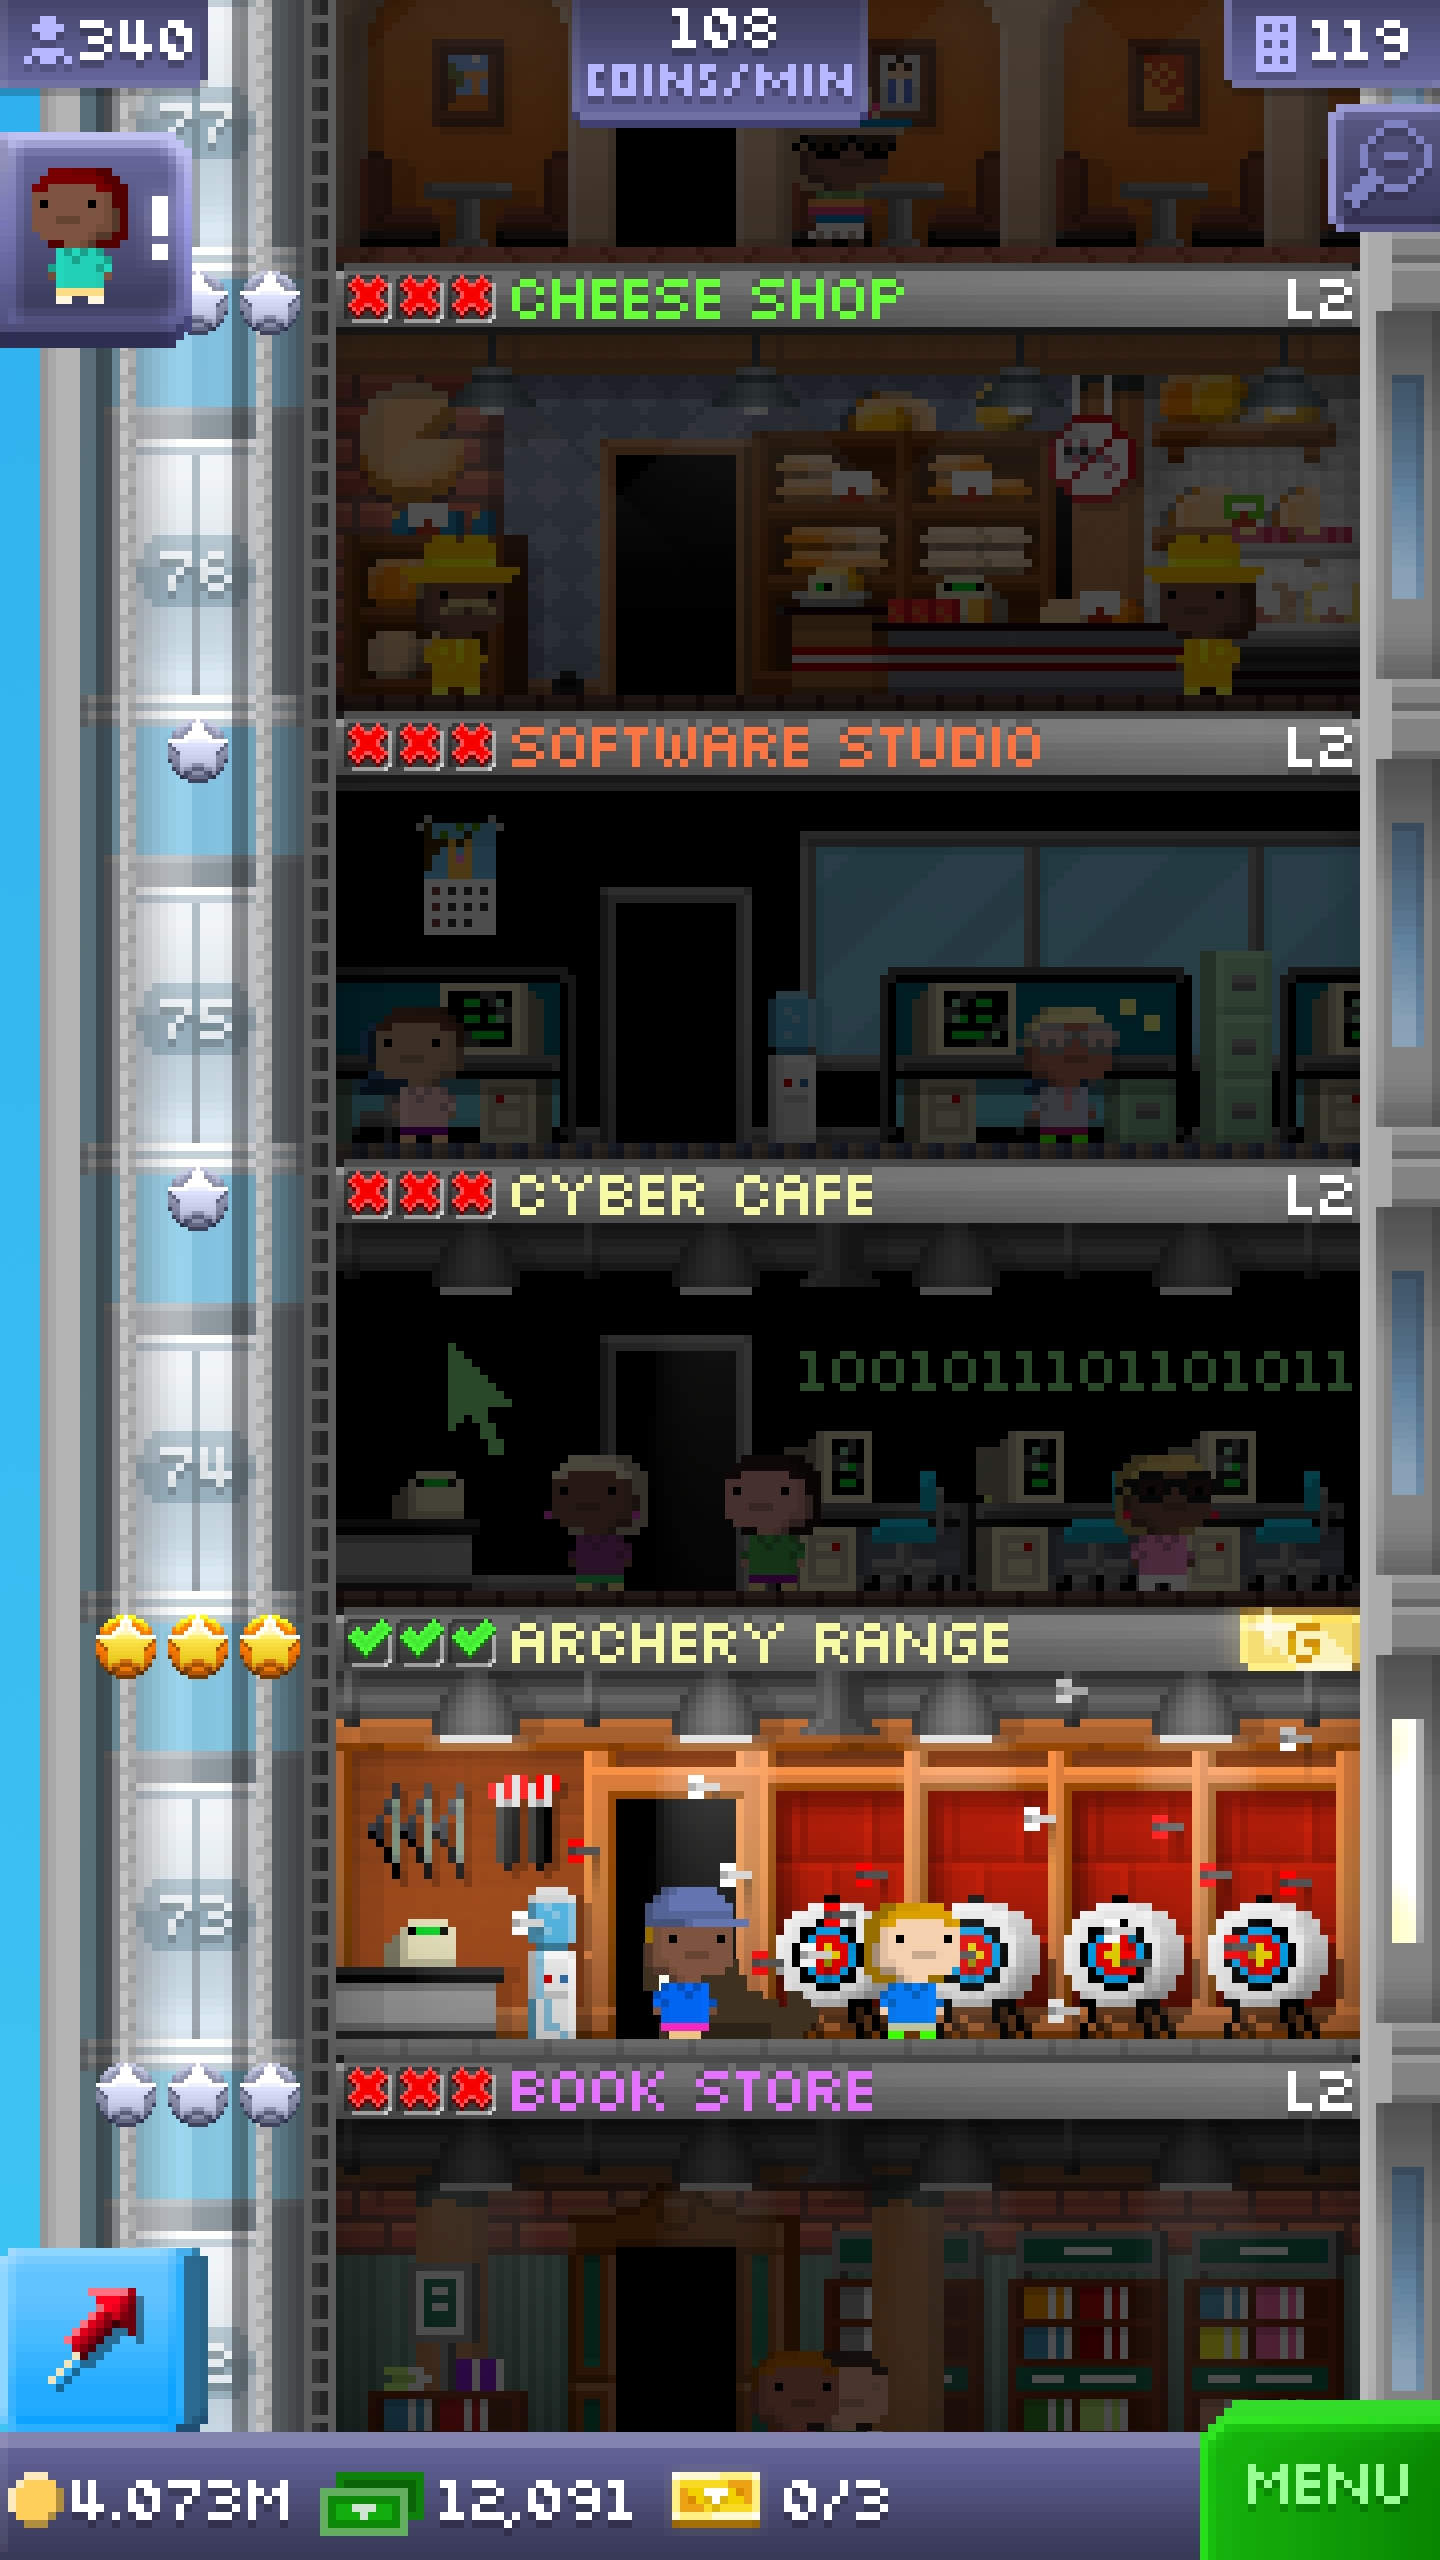 340
108
COINS/MIN
119
77
!
CHEESE SHOP L2
76
SOFTWARE STUDIO L2
75
CYBER CAFE L2
1001011101101011
74
ARCHERY RANGE G
73
BOOK STORE L2
4.073M 12,091 0/3
MENU